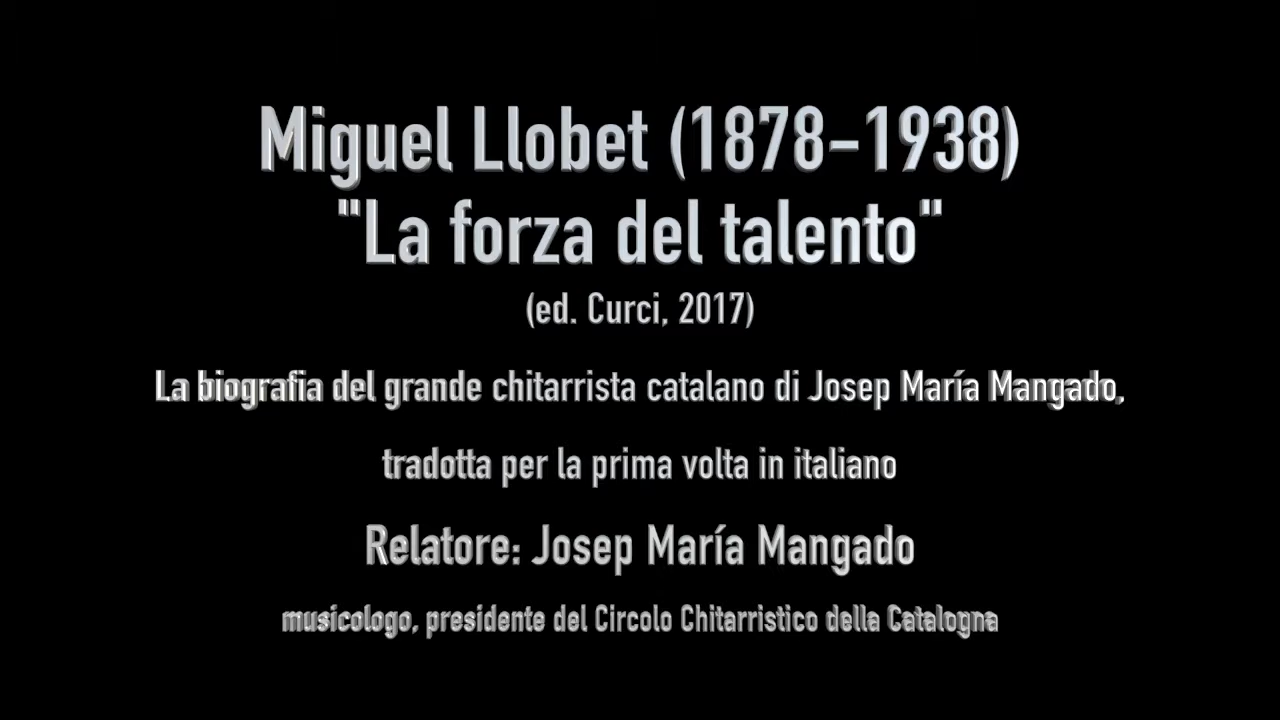 Miguel Llobet (1878-1938)
"La forza del talento"
(ed. Curci, 2017)
La biografia del grande chitarrista catalano di Josep María Mangado,
tradotta per la prima volta in italiano
Relatore: Josep María Mangado
musicologo, presidente del Circolo Chitarristico della Catalogna